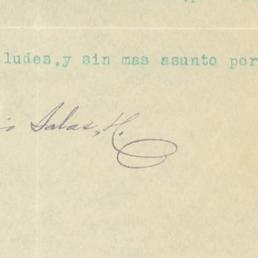 ludes,y sin mas asunto por
Salas, H.